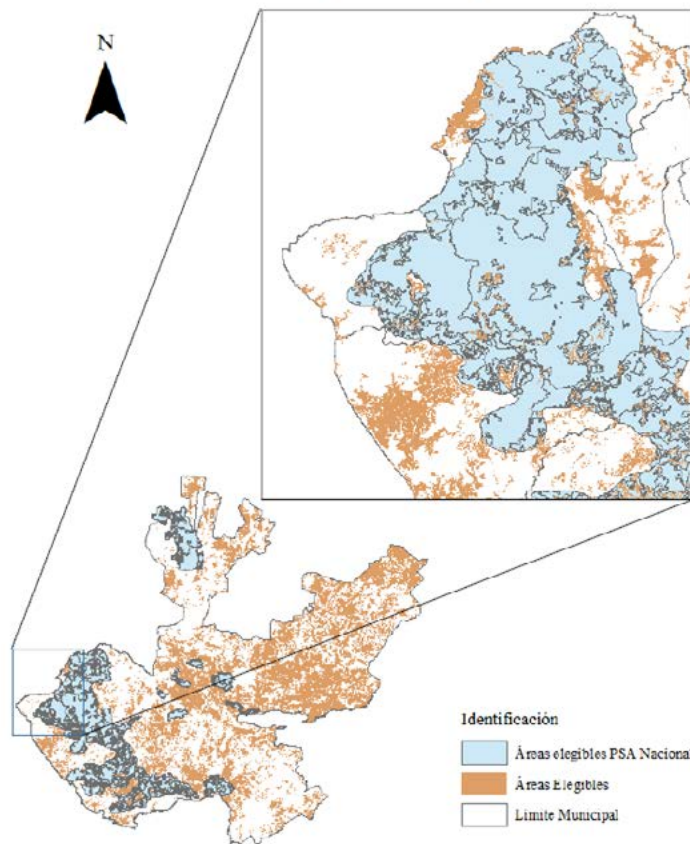 N
Identificación
Áreas elegibles PSA Nacional
Áreas Elegibles
Límite Municipal